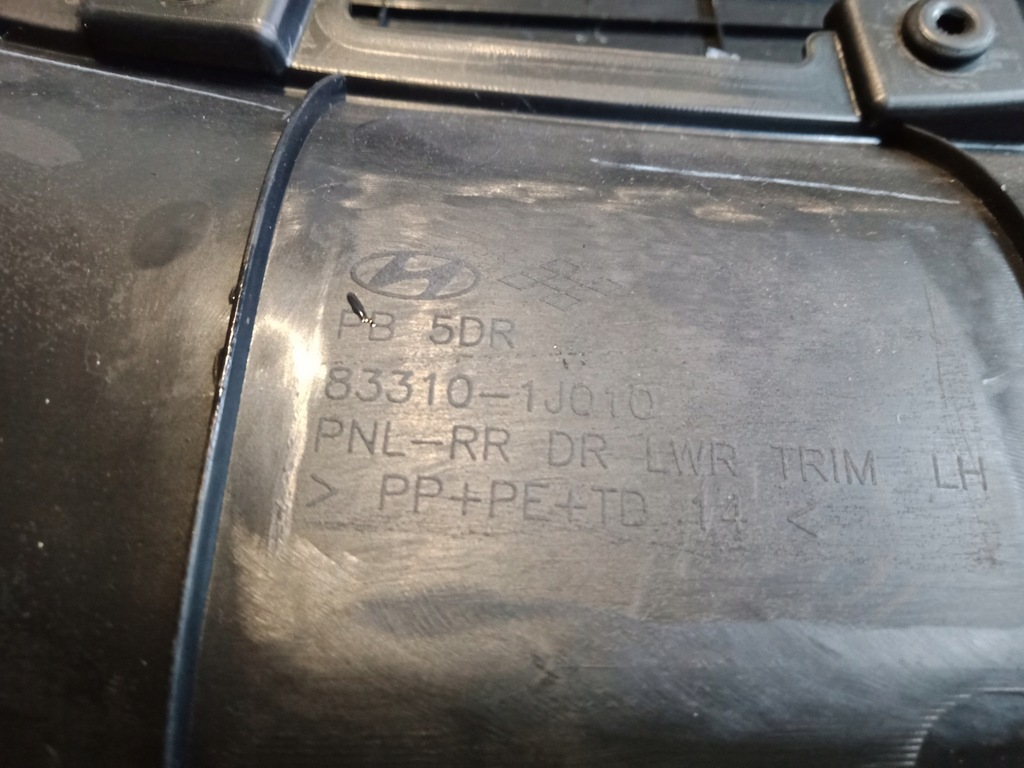 PB 5DR
83310-1J010
PNL-RR DR LWR TRIM LH
> PP+PE+TD 14 <